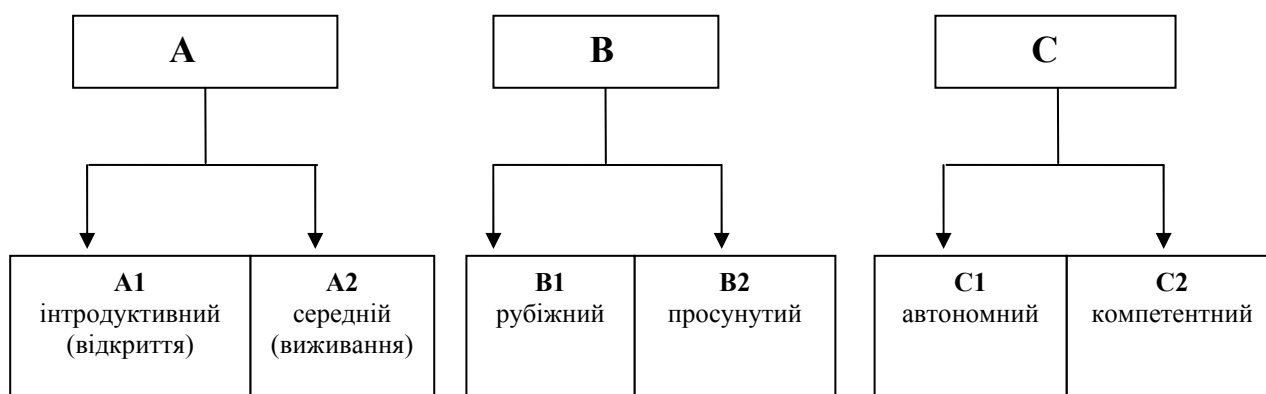 A
B
C
A1
інтродуктивний
(відкриття)
A2
середній
(виживання)
B1
рубіжний
B2
просунутий
C1
автономний
C2
компетентний